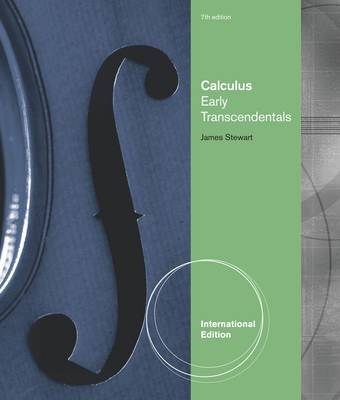 7th edition
Calculus
Early
Transcendentals
James Stewart
International
Edition